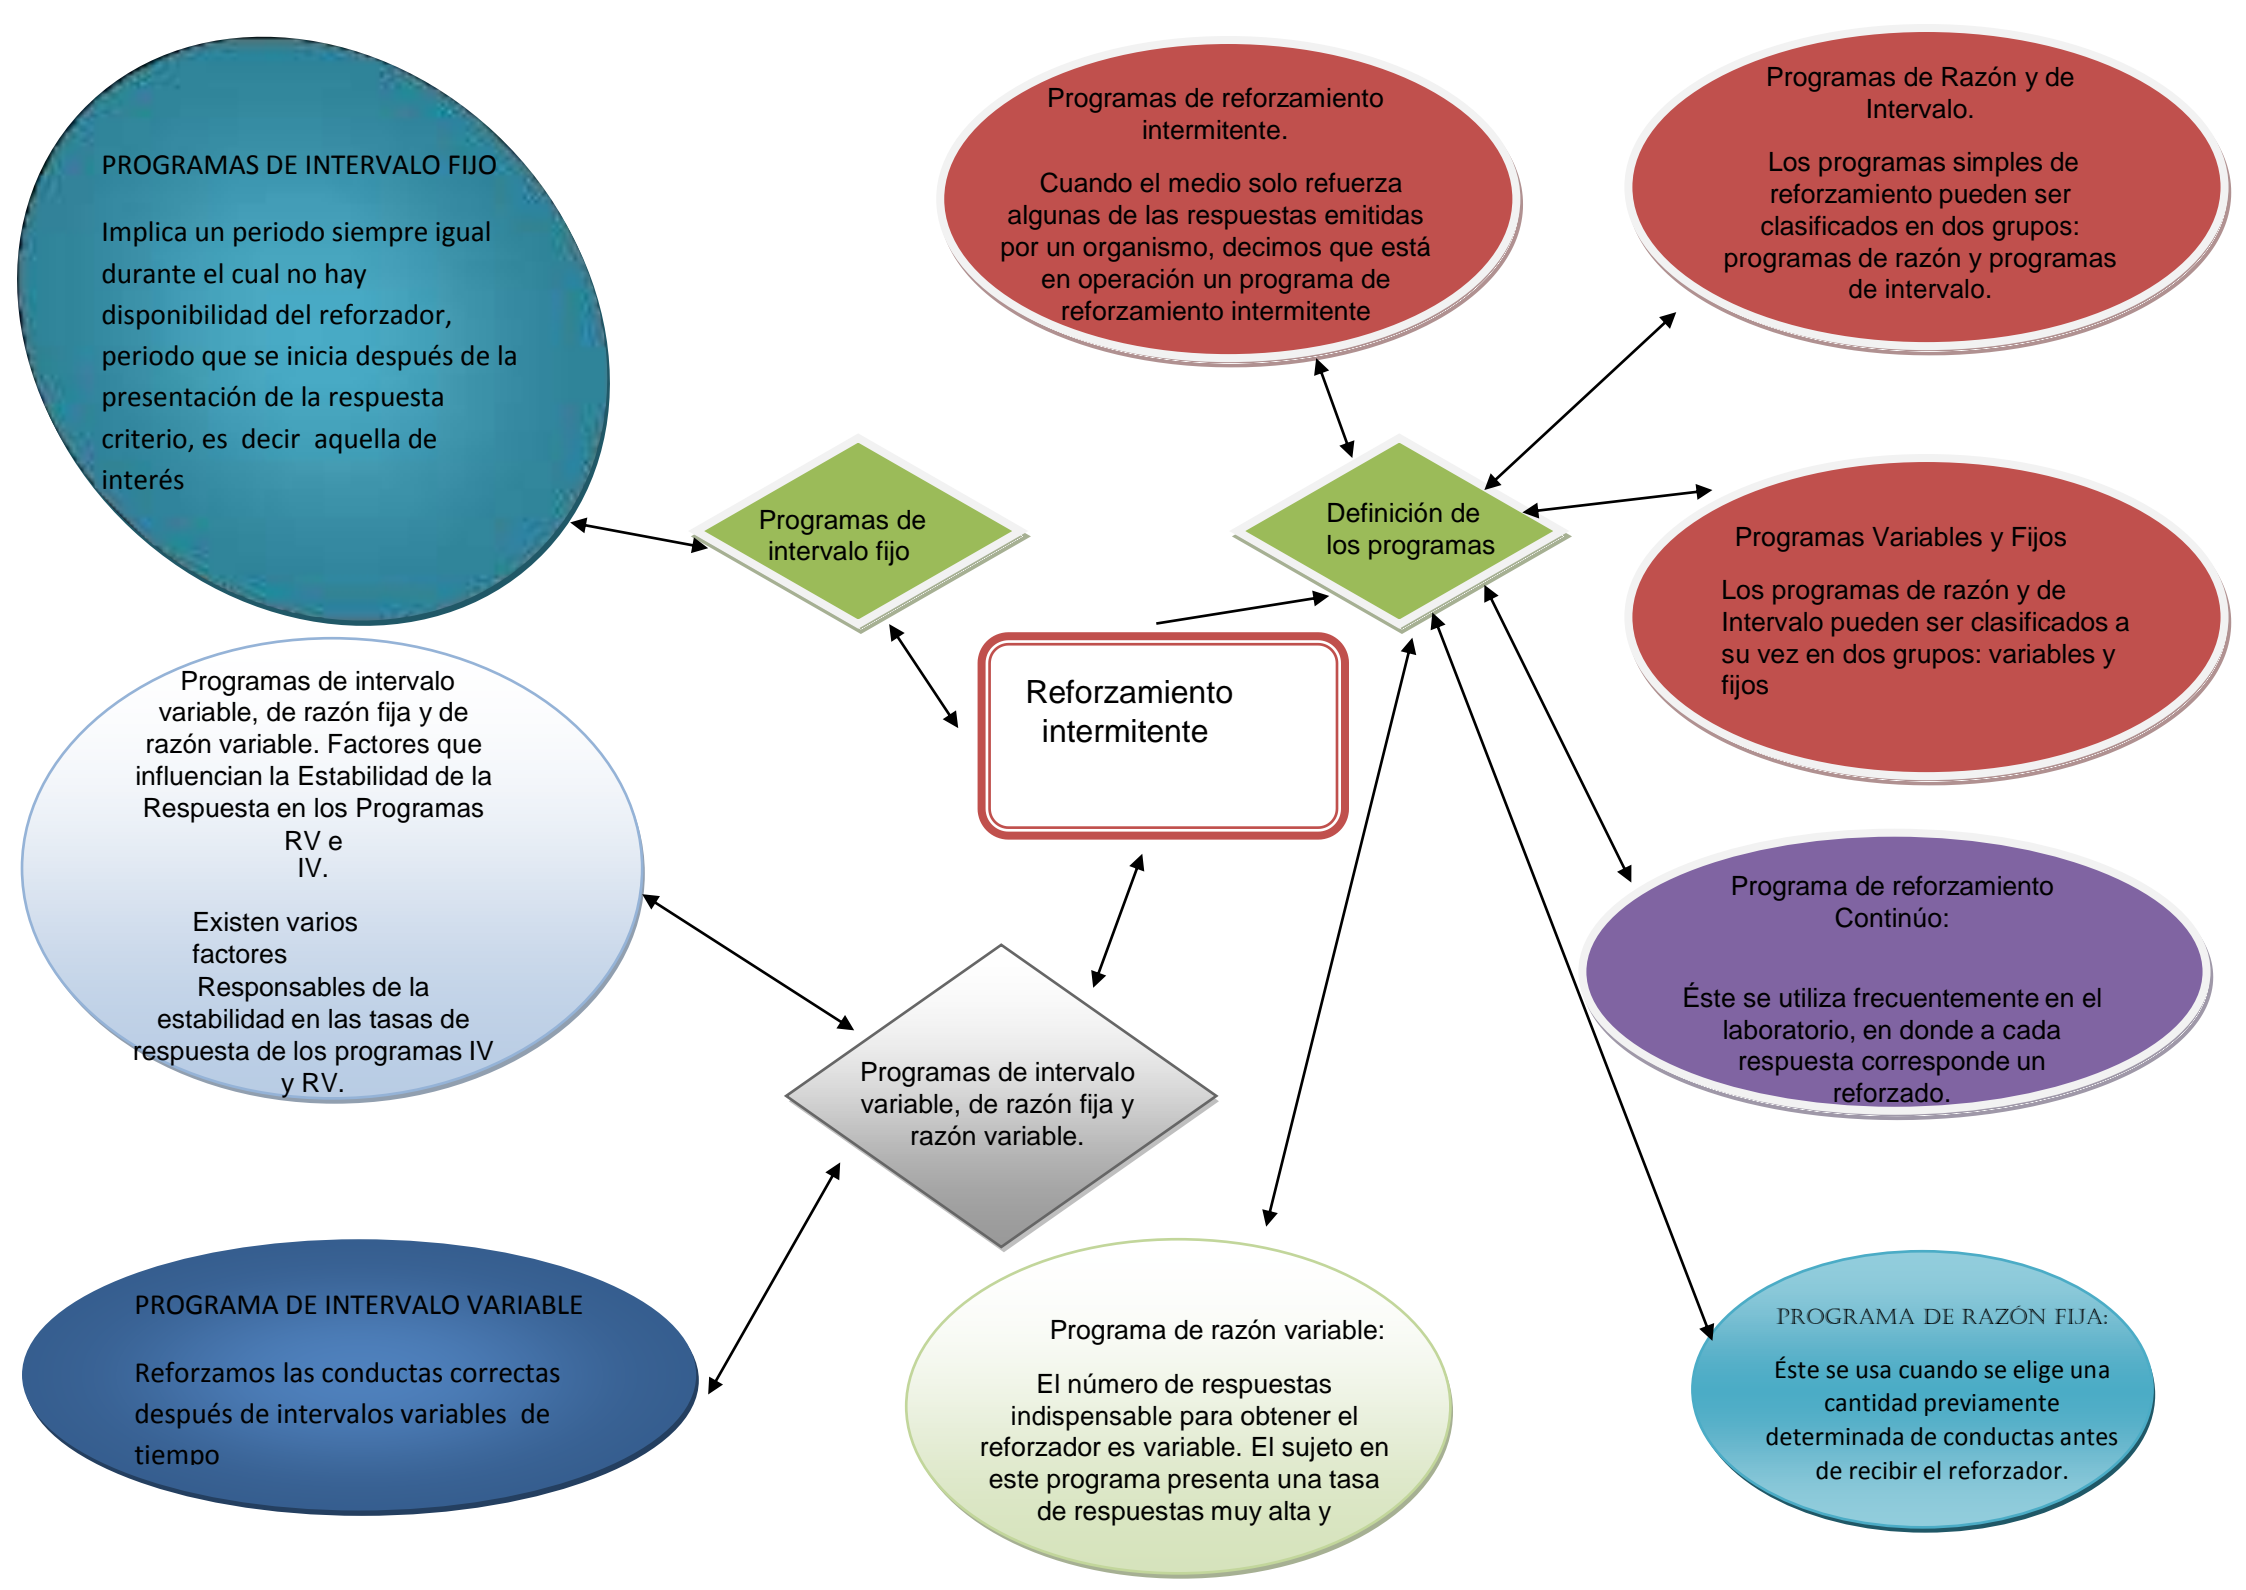 PROGRAMAS DE INTERVALO FIJO
Implica un periodo siempre igual
durante el cual no hay
disponibilidad del reforzador,
periodo que se inicia después de la
presentación de la respuesta
criterio, es decir aquella de
interés
Programas de reforzamiento
intermitente.
Cuando el medio solo refuerza
algunas de las respuestas emitidas
por un organismo, decimos que está
en operación un programa de
reforzamiento intermitente
Programas de Razón y de
Intervalo.
Los programas simples de
reforzamiento pueden ser
clasificados en dos grupos:
programas de razón y programas
de intervalo.
Programas de
intervalo fijo
Definición de
los programas
Programas Variables y Fijos
Los programas de razón y de
Intervalo pueden ser clasificados a
su vez en dos grupos: variables y
fijos
Reforzamiento
intermitente
Programas de intervalo
variable, de razón fija y de
razón variable. Factores que
influencian la Estabilidad de la
Respuesta en los Programas
RV e
IV.
Existen varios
factores
Responsables de la
estabilidad en las tasas de
respuesta de los programas IV
y RV.
Programa de reforzamiento
Continúo:
Éste se utiliza frecuentemente en el
laboratorio, en donde a cada
respuesta corresponde un
reforzado.
Programas de intervalo
variable, de razón fija y
razón variable.
PROGRAMA DE INTERVALO VARIABLE
Reforzamos las conductas correctas
después de intervalos variables de
tiempo
Programa de razón variable:
El número de respuestas
indispensable para obtener el
reforzador es variable. El sujeto en
este programa presenta una tasa
de respuestas muy alta y
PROGRAMA DE RAZÓN FIJA:
Éste se usa cuando se elige una
cantidad previamente
determinada de conductas antes
de recibir el reforzador.